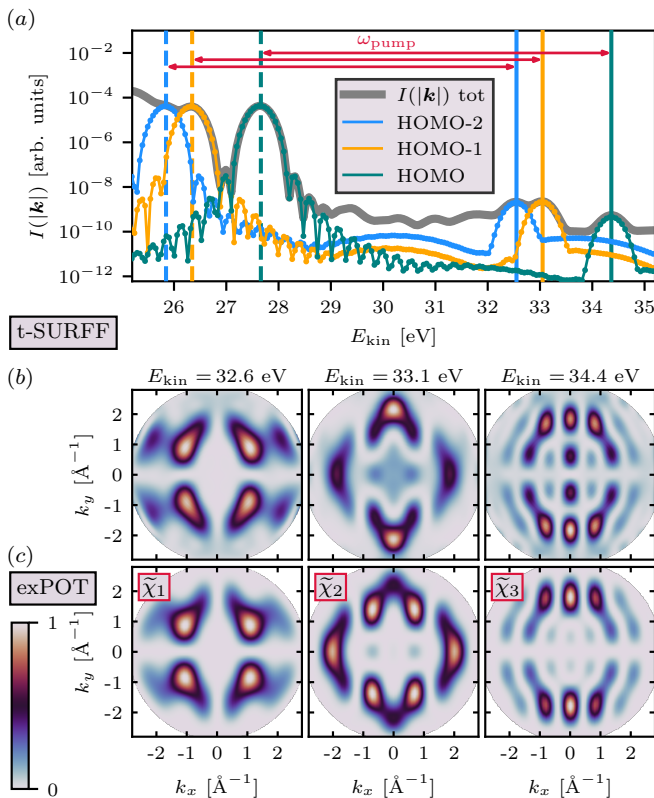 (a)
10⁻²
10⁻⁴
10⁻⁶
10⁻⁸
10⁻¹⁰
10⁻¹²
I(|k|) [arb. units]
ω_pump
I(|k|) tot
HOMO-2
HOMO-1
HOMO
26 27 28 29 30 31 32 33 34 35
E_kin [eV]
t-SURFF
(b)
E_kin = 32.6 eV E_kin = 33.1 eV E_kin = 34.4 eV
2
1
0
-1
-2
k_y [Å⁻¹]
(c)
exPOT
1
0
χ̃₁ χ̃₂ χ̃₃
2
1
0
-1
-2
k_y [Å⁻¹]
-2 -1 0 1 2 -2 -1 0 1 2 -2 -1 0 1 2
k_x [Å⁻¹] k_x [Å⁻¹] k_x [Å⁻¹]